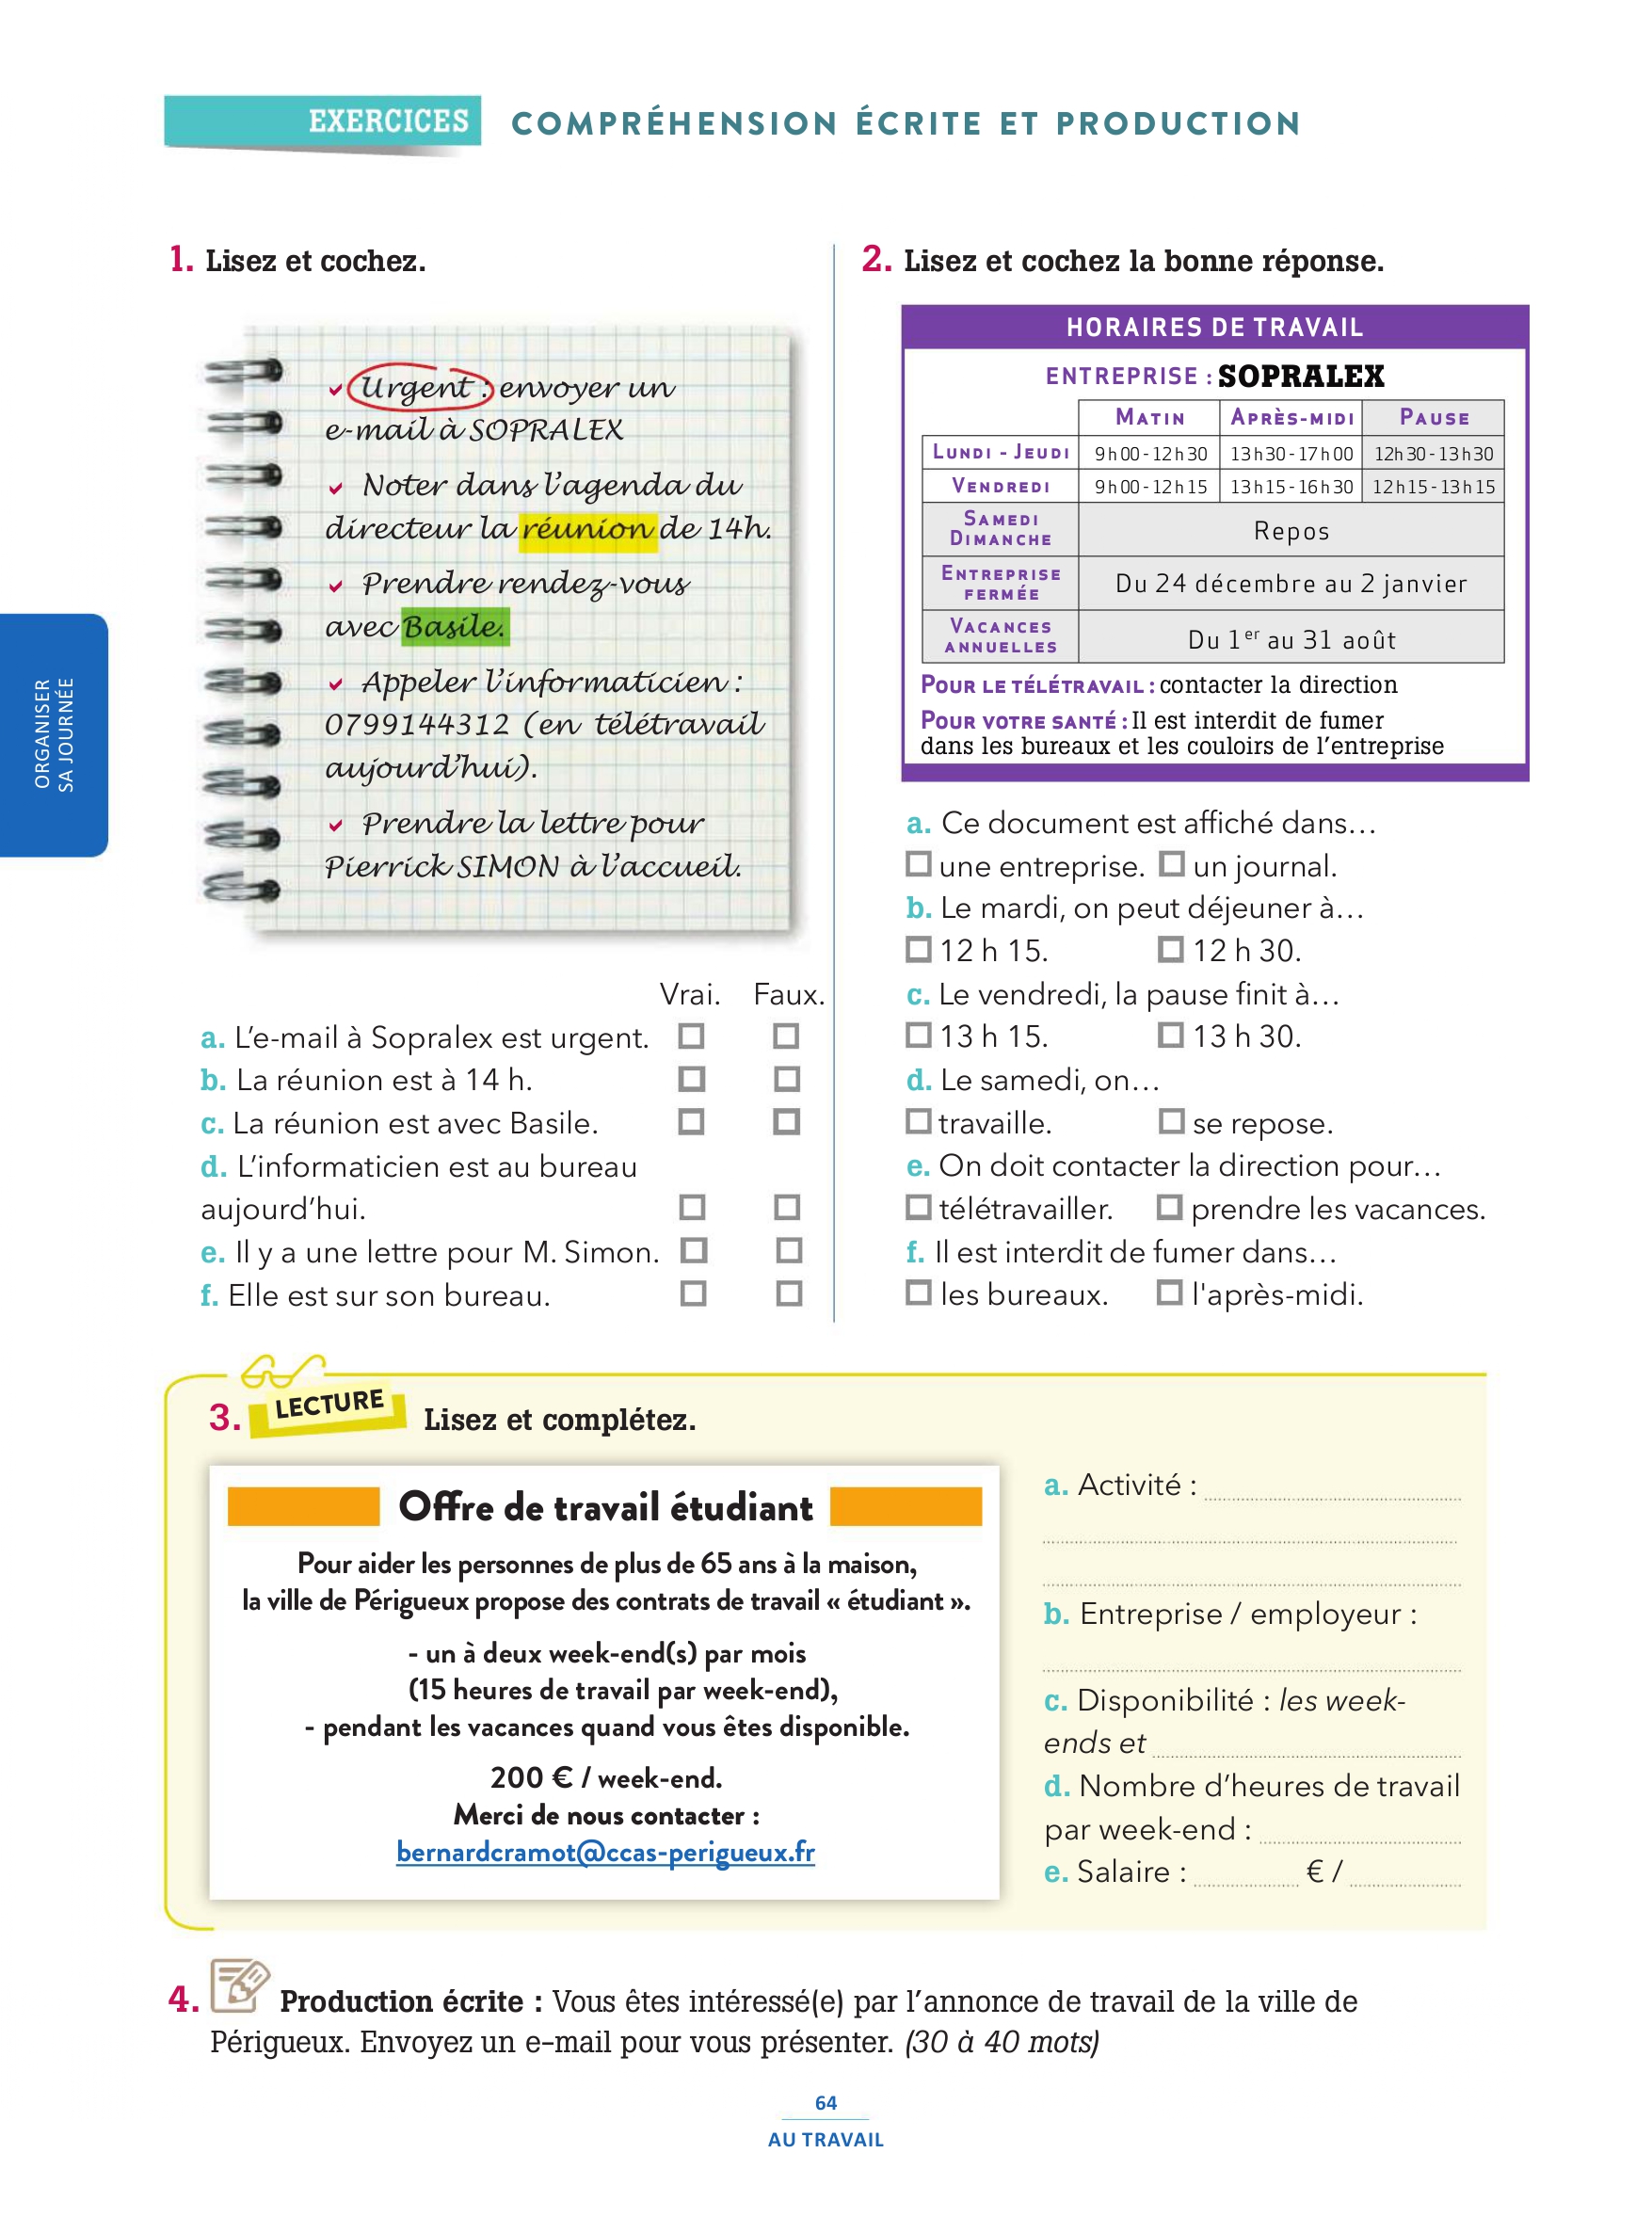 EXERCICES COMPRÉHENSION ÉCRITE ET PRODUCTION
1. Lisez et cochez.
Urgent : envoyer un
e-mail à SOPRALEX
Noter dans l'agenda du
directeur la réunion de 14h.
Prendre rendez-vous
avec Basile.
Appeler l'informaticien :
0799144312 (en télétravail
aujourd'hui).
Prendre la lettre pour
Pierrick SIMON à l'accueil.
Vrai. Faux.
a. L'e-mail à Sopralex est urgent.
b. La réunion est à 14 h.
c. La réunion est avec Basile.
d. L'informaticien est au bureau
aujourd'hui.
e. Il y a une lettre pour M. Simon.
f. Elle est sur son bureau.
2. Lisez et cochez la bonne réponse.
HORAIRES DE TRAVAIL
ENTREPRISE : SOPRALEX
MATIN APRÈS-MIDI PAUSE
LUNDI - JEUDI 9h00-12h30 13h30-17h00 12h30-13h30
VENDREDI 9h00-12h15 13h15-16h30 12h15-13h15
SAMEDI
DIMANCHE
Repos
ENTREPRISE
FERMÉE
Du 24 décembre au 2 janvier
VACANCES
ANNUELLES
Du 1er au 31 août
POUR LE TÉLÉTRAVAIL : contacter la direction
POUR VOTRE SANTÉ : Il est interdit de fumer
dans les bureaux et les couloirs de l'entreprise
a. Ce document est affiché dans…
une entreprise. un journal.
b. Le mardi, on peut déjeuner à…
12 h 15. 12 h 30.
c. Le vendredi, la pause finit à…
13 h 15. 13 h 30.
d. Le samedi, on…
travaille. se repose.
e. On doit contacter la direction pour…
télétravailler. prendre les vacances.
f. Il est interdit de fumer dans…
les bureaux. l'après-midi.
ORGANISER
SA JOURNÉE
3. LECTURE Lisez et complétez.
Offre de travail étudiant
Pour aider les personnes de plus de 65 ans à la maison,
la ville de Périgueux propose des contrats de travail « étudiant ».
- un à deux week-end(s) par mois
(15 heures de travail par week-end),
- pendant les vacances quand vous êtes disponible.
200 € / week-end.
Merci de nous contacter :
bernardcramot@ccas-perigueux.fr
a. Activité :
b. Entreprise / employeur :
c. Disponibilité : les week-
ends et
d. Nombre d'heures de travail
par week-end :
e. Salaire : € /
4. Production écrite : Vous êtes intéressé(e) par l'annonce de travail de la ville de
Périgueux. Envoyez un e-mail pour vous présenter. (30 à 40 mots)
64
AU TRAVAIL